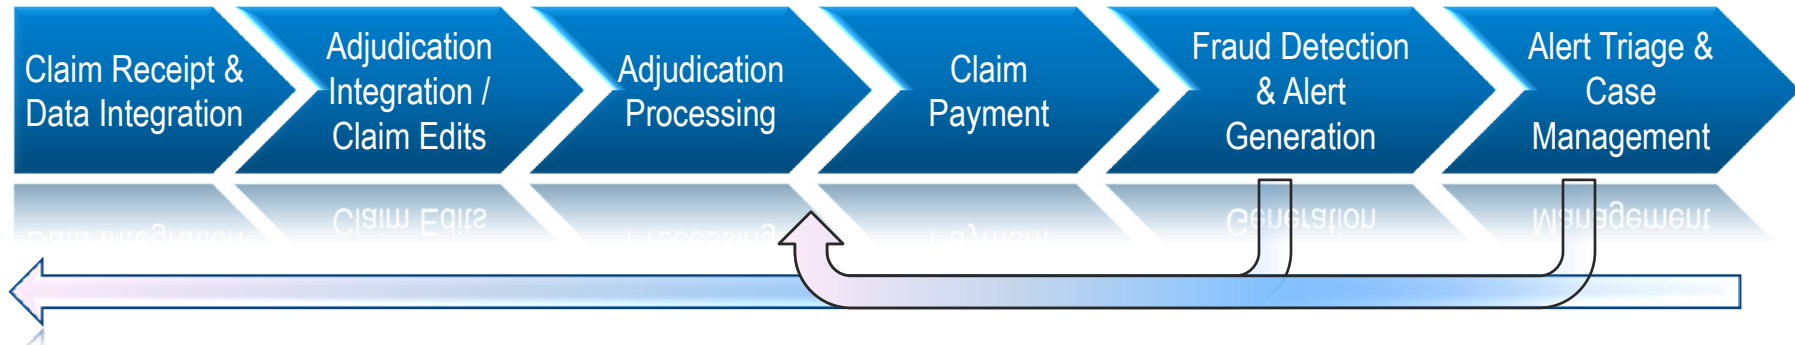 Claim Receipt &
Data Integration
Adjudication
Integration /
Claim Edits
Adjudication
Processing
Claim
Payment
Fraud Detection
& Alert
Generation
Alert Triage &
Case
Management